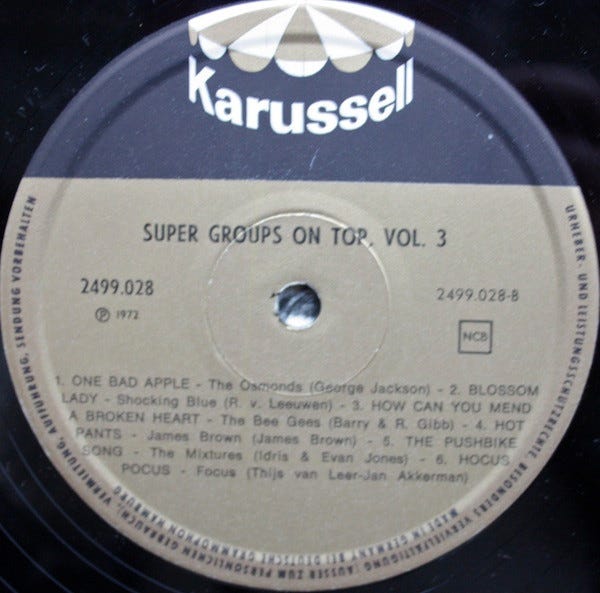 Karussell
SUPER GROUPS ON TOP, VOL. 3
2499.028
℗ 1972
2499.028-B
NCB
1. ONE BAD APPLE - The Osmonds (George Jackson) - 2. BLOSSOM
LADY - Shocking Blue (R. v. Leeuwen) - 3. HOW CAN YOU MEND
A BROKEN HEART - The Bee Gees (Barry & R. Gibb) - 4. HOT
PANTS - James Brown (James Brown) - 5. THE PUSHBIKE
SONG - The Mixtures (Idris & Evan Jones) - 6. HOCUS
POCUS - Focus (Thijs van Leer-Jan Akkerman)
URHEBER- UND LEISTUNGSSCHUTZRECHTE, BESONDERS VERVIELFÄLTIGUNG (AUSSER ZUM PERSÖNLICHEN GEBRAUCH), VERMIETUNG, AUFFÜHRUNG, SENDUNG VORBEHALTEN
MADE IN GERMANY BEI DEUTSCHE GRAMMOPHON HAMBURG